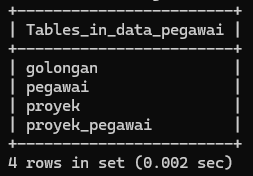 +-------------------------+
| Tables_in_data_pegawai |
+-------------------------+
| golongan |
| pegawai |
| proyek |
| proyek_pegawai |
+-------------------------+
4 rows in set (0.002 sec)